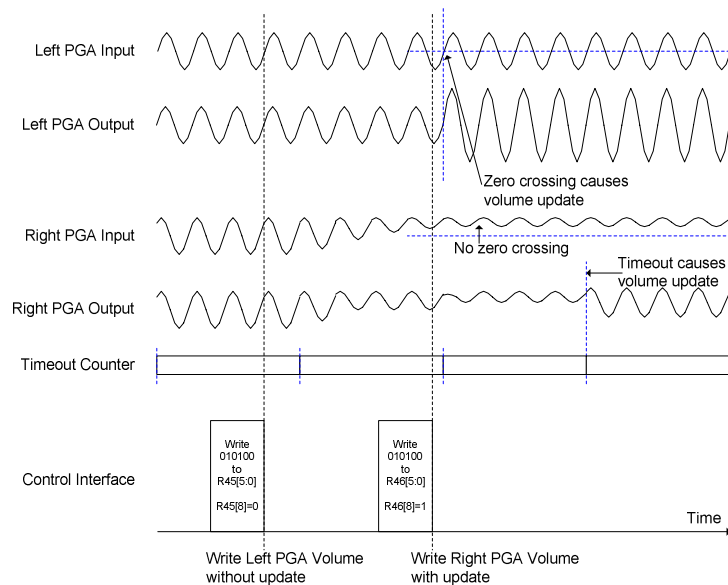 Left PGA Input
Left PGA Output
Zero crossing causes
volume update
Right PGA Input
No zero crossing
Timeout causes
volume update
Right PGA Output
Timeout Counter
Control Interface
Write
010100
to
R45[5:0]
R45[8]=0
Write
010100
to
R46[5:0]
R46[8]=1
Time
Write Left PGA Volume
without update
Write Right PGA Volume
with update